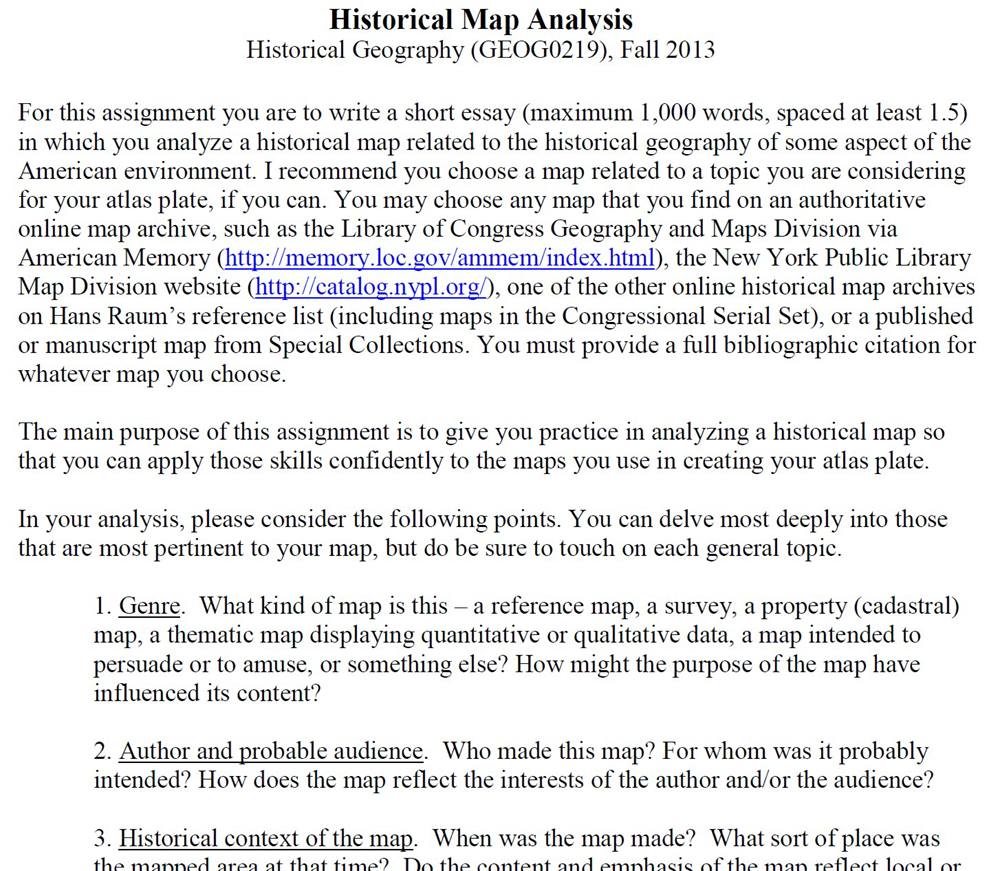 Historical Map Analysis
Historical Geography (GEOG0219), Fall 2013
For this assignment you are to write a short essay (maximum 1,000 words, spaced at least 1.5)
in which you analyze a historical map related to the historical geography of some aspect of the
American environment. I recommend you choose a map related to a topic you are considering
for your atlas plate, if you can. You may choose any map that you find on an authoritative
online map archive, such as the Library of Congress Geography and Maps Division via
American Memory (http://memory.loc.gov/ammem/index.html), the New York Public Library
Map Division website (http://catalog.nypl.org/), one of the other online historical map archives
on Hans Raum’s reference list (including maps in the Congressional Serial Set), or a published
or manuscript map from Special Collections. You must provide a full bibliographic citation for
whatever map you choose.
The main purpose of this assignment is to give you practice in analyzing a historical map so
that you can apply those skills confidently to the maps you use in creating your atlas plate.
In your analysis, please consider the following points. You can delve most deeply into those
that are most pertinent to your map, but do be sure to touch on each general topic.
1. Genre. What kind of map is this – a reference map, a survey, a property (cadastral)
map, a thematic map displaying quantitative or qualitative data, a map intended to
persuade or to amuse, or something else? How might the purpose of the map have
influenced its content?
2. Author and probable audience. Who made this map? For whom was it probably
intended? How does the map reflect the interests of the author and/or the audience?
3. Historical context of the map. When was the map made? What sort of place was
the mapped area at that time? Do the content and emphasis of the map reflect local or